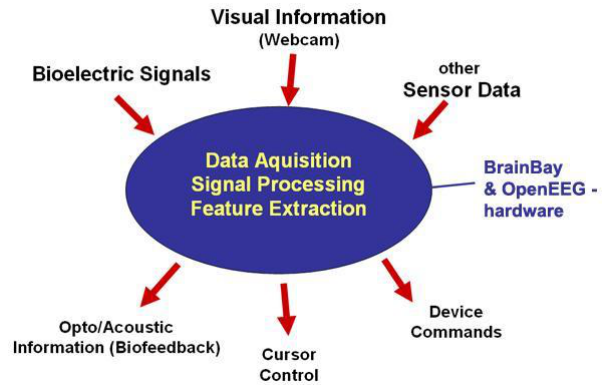 Visual Information
(Webcam)
Bioelectric Signals
other
Sensor Data
Data Aquisition
Signal Processing
Feature Extraction
BrainBay
& OpenEEG -
hardware
Opto/Acoustic
Information (Biofeedback)
Cursor
Control
Device
Commands